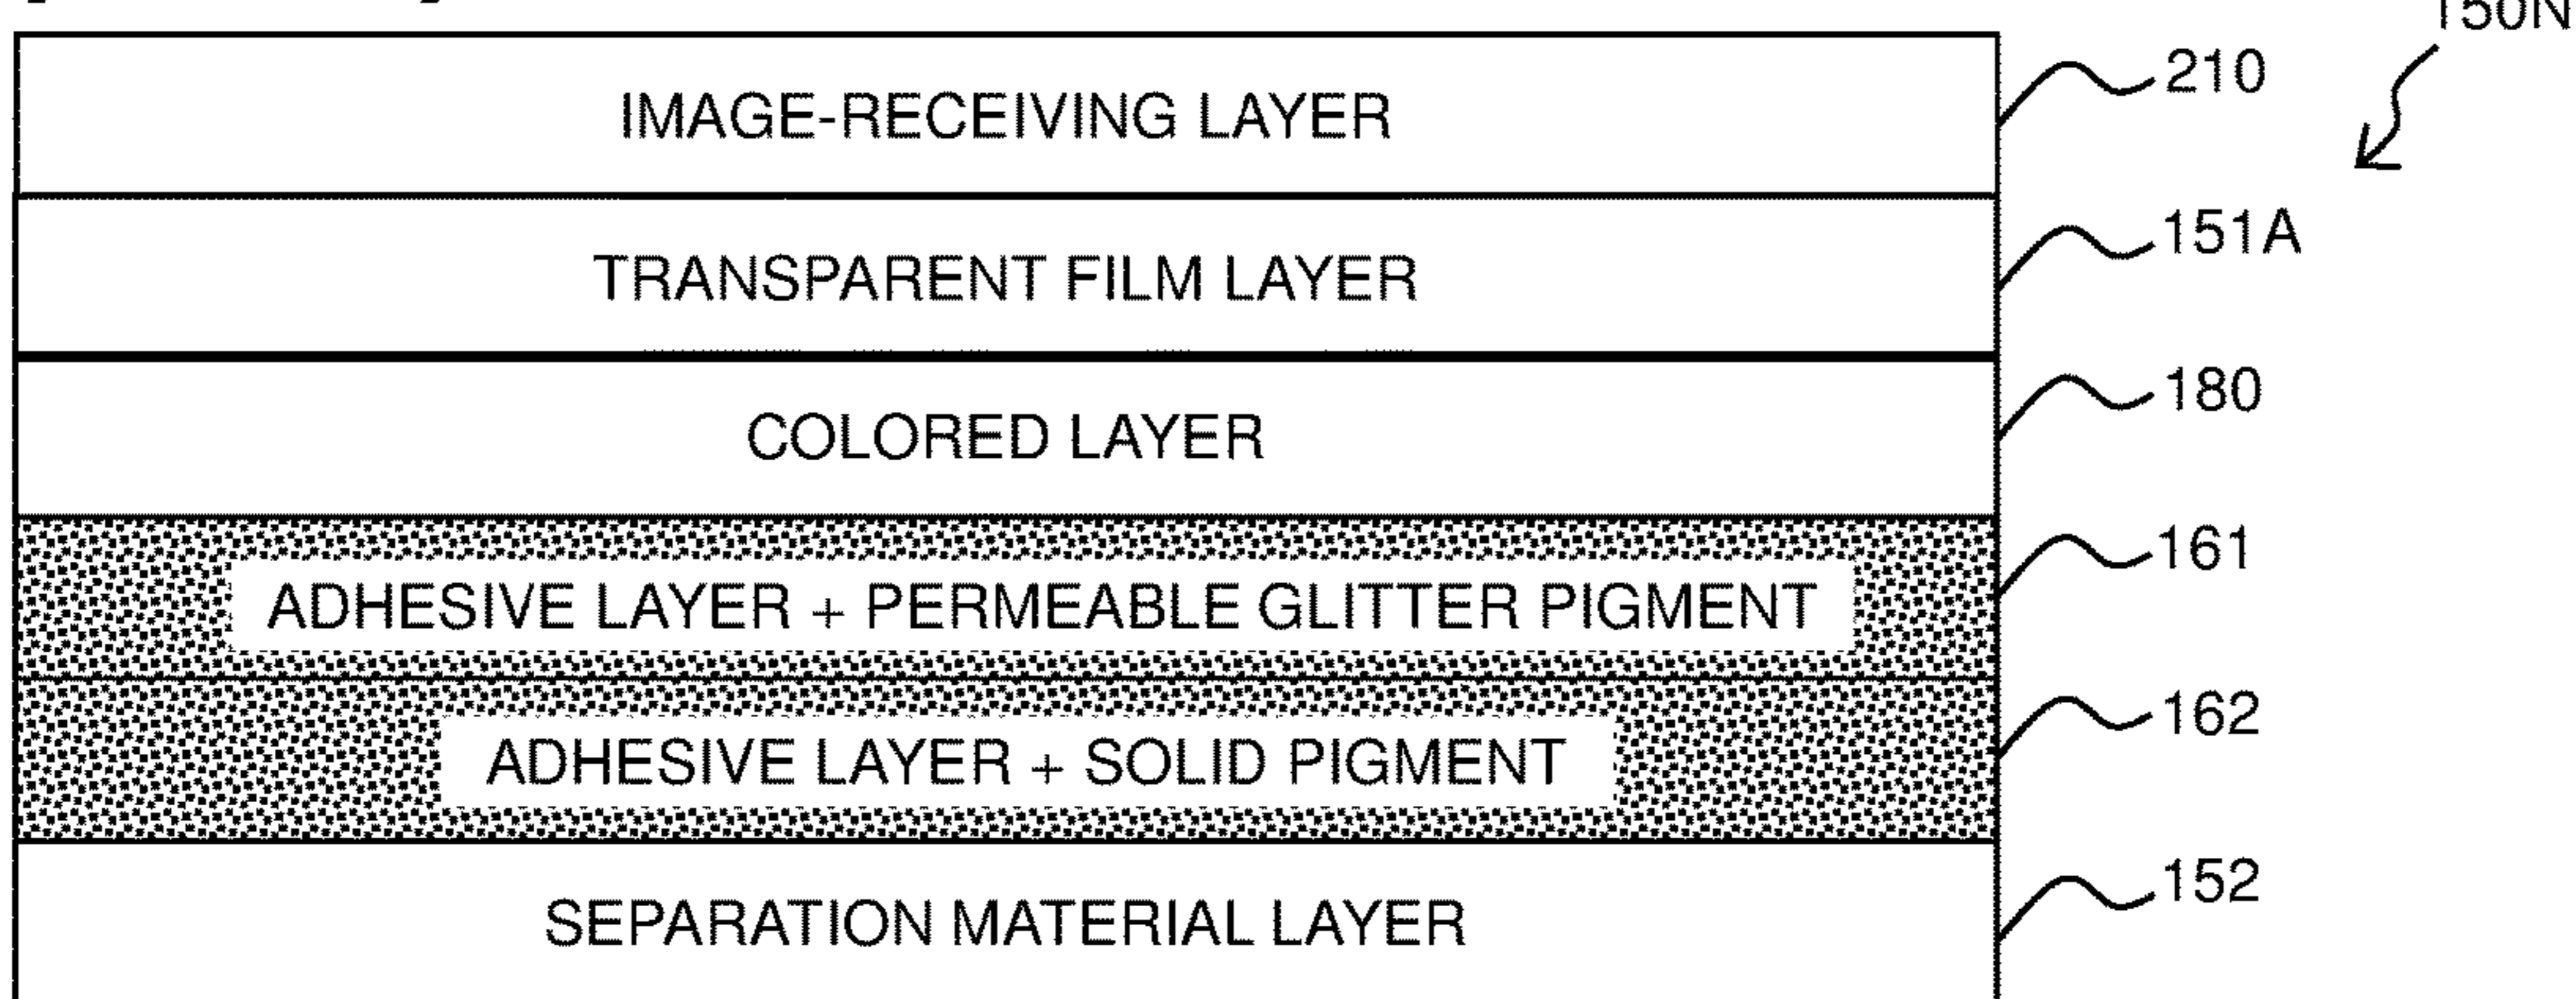 150N
IMAGE-RECEIVING LAYER 210
TRANSPARENT FILM LAYER 151A
COLORED LAYER 180
ADHESIVE LAYER + PERMEABLE GLITTER PIGMENT 161
ADHESIVE LAYER + SOLID PIGMENT 162
SEPARATION MATERIAL LAYER 152